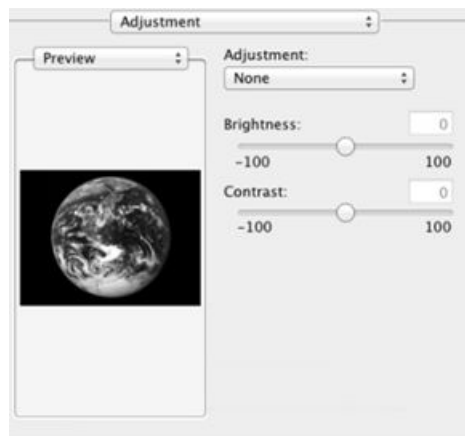 Adjustment
Preview
Adjustment:
None
Brightness: 0
-100 100
Contrast: 0
-100 100